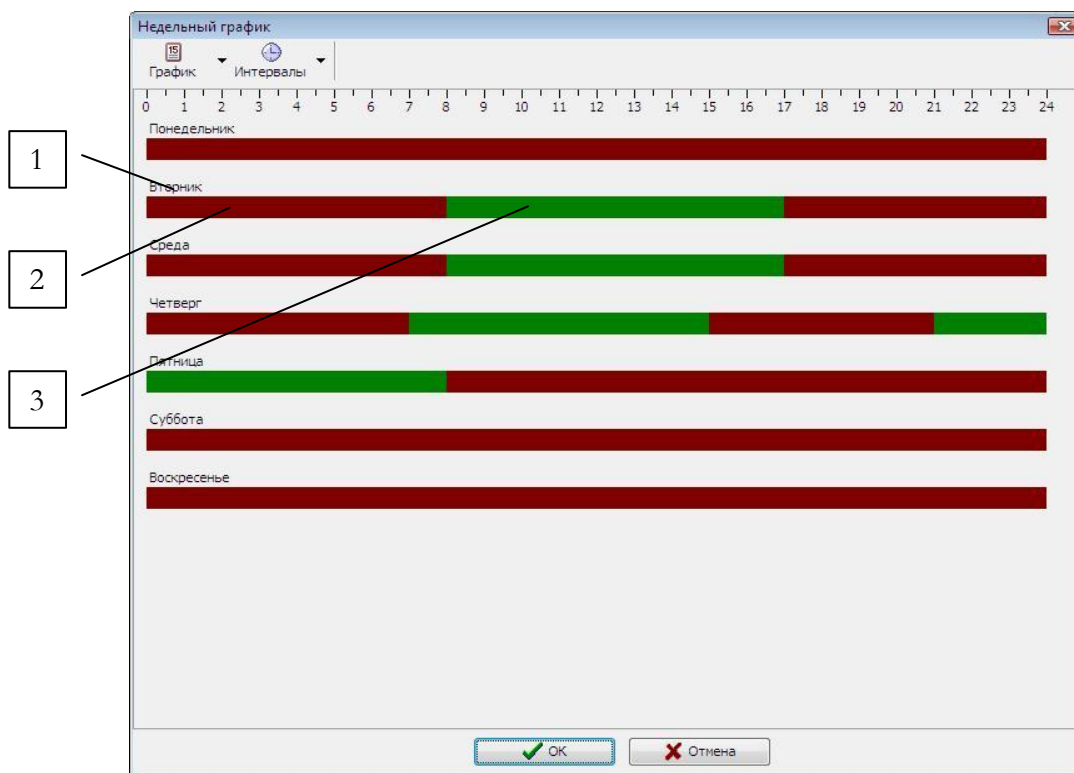 Недельный график
График Интервалы
0 1 2 3 4 5 6 7 8 9 10 11 12 13 14 15 16 17 18 19 20 21 22 23 24
Понедельник
1
Вторник
2
Среда
Четверг
3
Пятница
Суббота
Воскресенье
OK Отмена